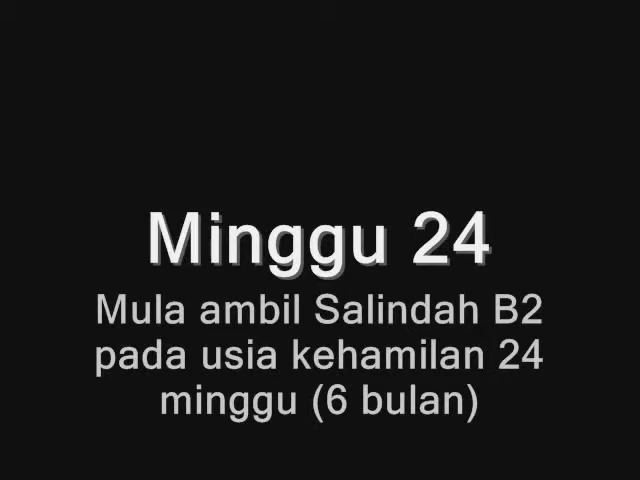 Minggu 24
Mula ambil Salindah B2
pada usia kehamilan 24
minggu (6 bulan)